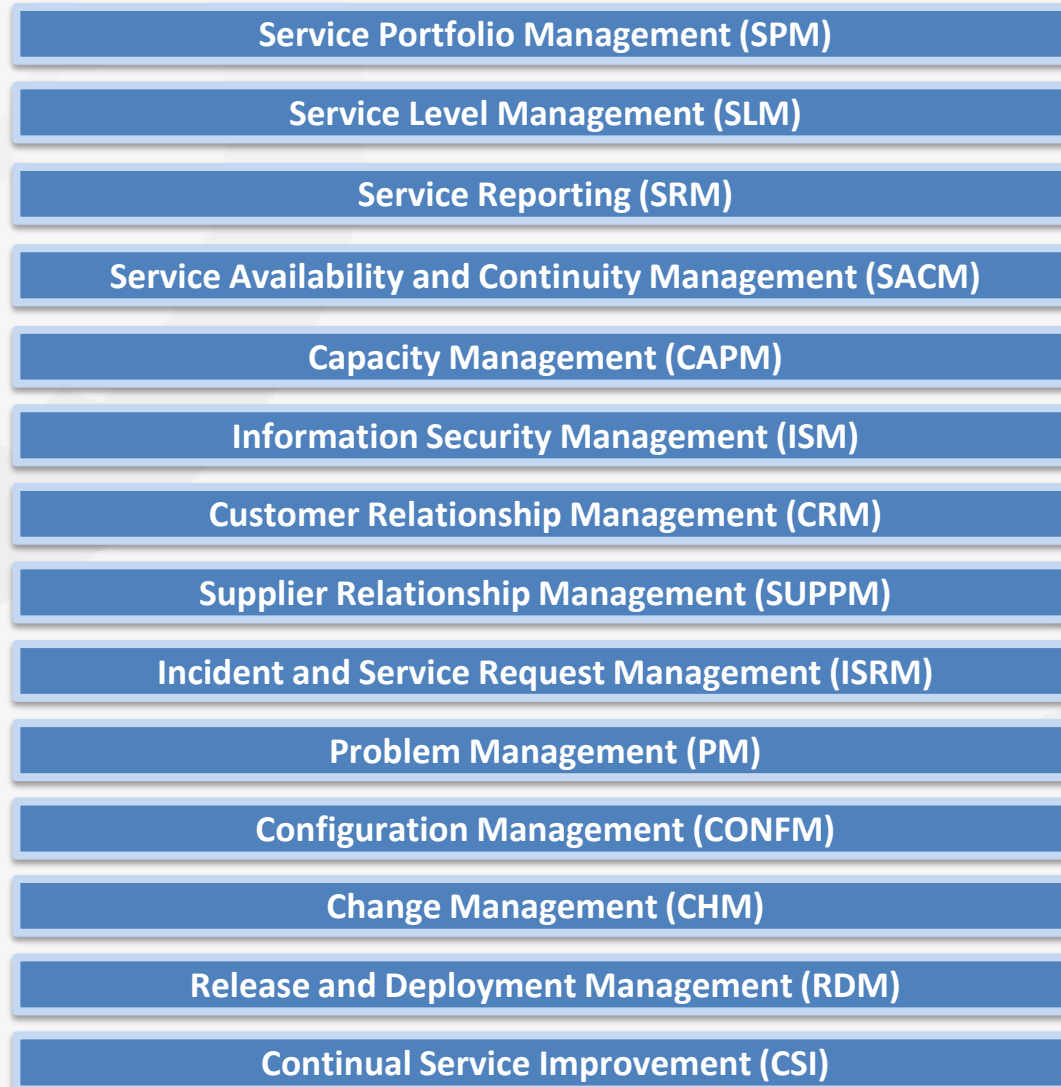 Service Portfolio Management (SPM)
Service Level Management (SLM)
Service Reporting (SRM)
Service Availability and Continuity Management (SACM)
Capacity Management (CAPM)
Information Security Management (ISM)
Customer Relationship Management (CRM)
Supplier Relationship Management (SUPPM)
Incident and Service Request Management (ISRM)
Problem Management (PM)
Configuration Management (CONFM)
Change Management (CHM)
Release and Deployment Management (RDM)
Continual Service Improvement (CSI)